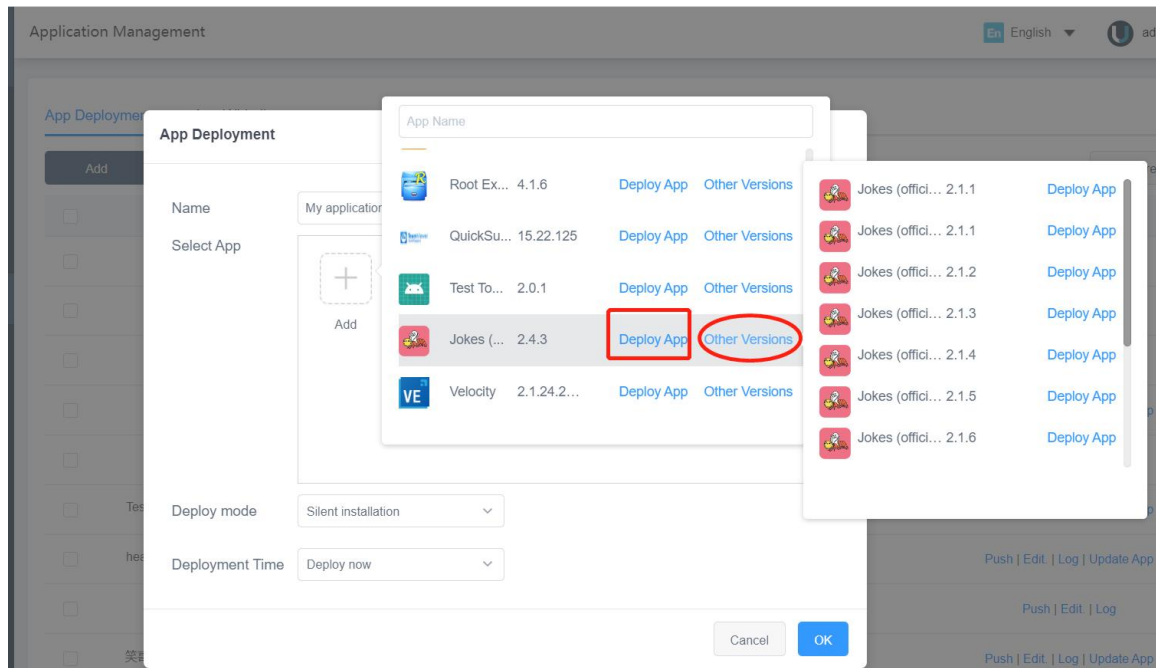 Application Management
En English
App Deployment
Add
App Deployment
Name
My application
Select App
Add
App Name
Root Ex... 4.1.6 Deploy App Other Versions
QuickSu... 15.22.125 Deploy App Other Versions
Test To... 2.0.1 Deploy App Other Versions
Jokes (... 2.4.3 Deploy App Other Versions
VE Velocity 2.1.24.2... Deploy App Other Versions
Jokes (offici... 2.1.1 Deploy App
Jokes (offici... 2.1.1 Deploy App
Jokes (offici... 2.1.2 Deploy App
Jokes (offici... 2.1.3 Deploy App
Jokes (offici... 2.1.4 Deploy App
Jokes (offici... 2.1.5 Deploy App
Jokes (offici... 2.1.6 Deploy App
Deploy mode Silent installation
Deployment Time Deploy now
Cancel OK
Tes
hea
Push | Edit | Log | Update App
Push | Edit | Log
Push | Edit | Log | Update App